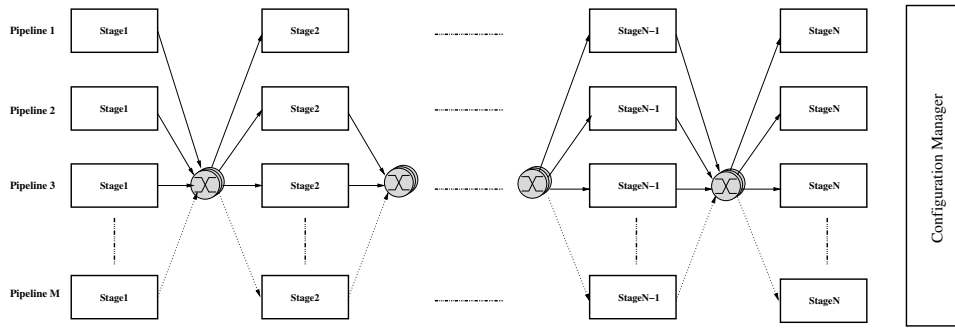 Pipeline 1
Stage1
Stage2
StageN−1
StageN
Pipeline 2
Stage1
Stage2
StageN−1
StageN
Pipeline 3
Stage1
Stage2
StageN−1
StageN
Pipeline M
Stage1
Stage2
StageN−1
StageN
Configuration Manager